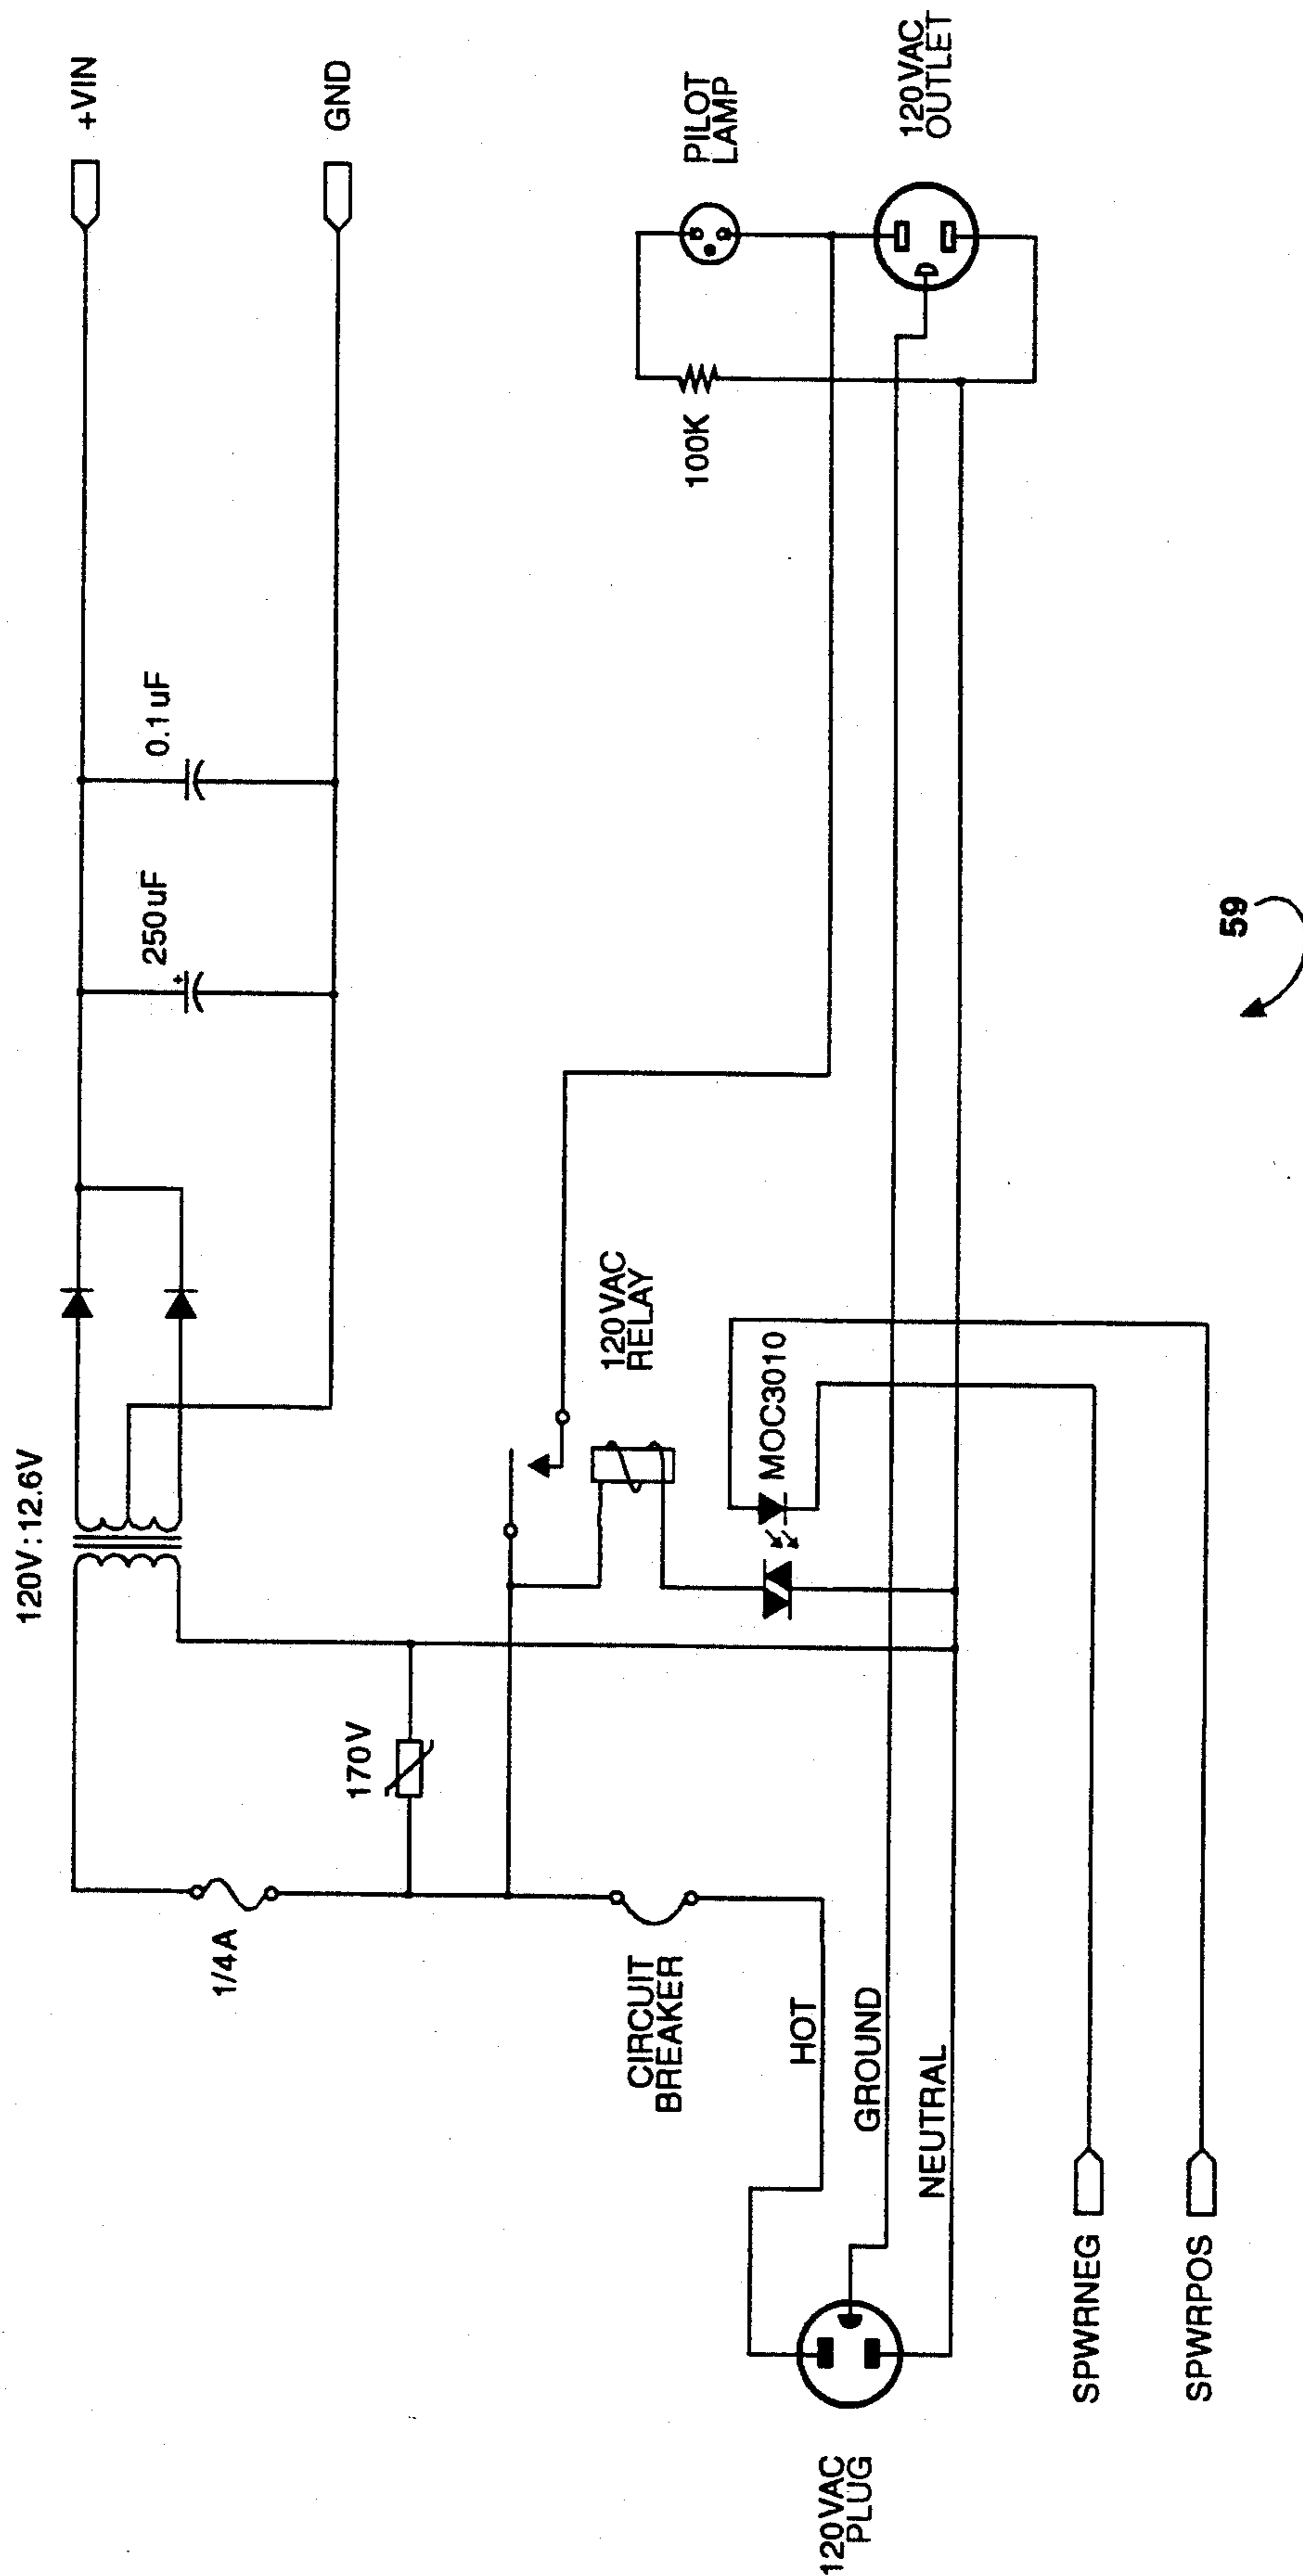 120V:12.6V
+VIN
GND
250uF
0.1uF
1/4A
170V
120VAC
RELAY
MOC3010
CIRCUIT
BREAKER
HOT
GROUND
NEUTRAL
120VAC
PLUG
100K
PILOT
LAMP
120VAC
OUTLET
SPWRNEG
SPWRPOS
59